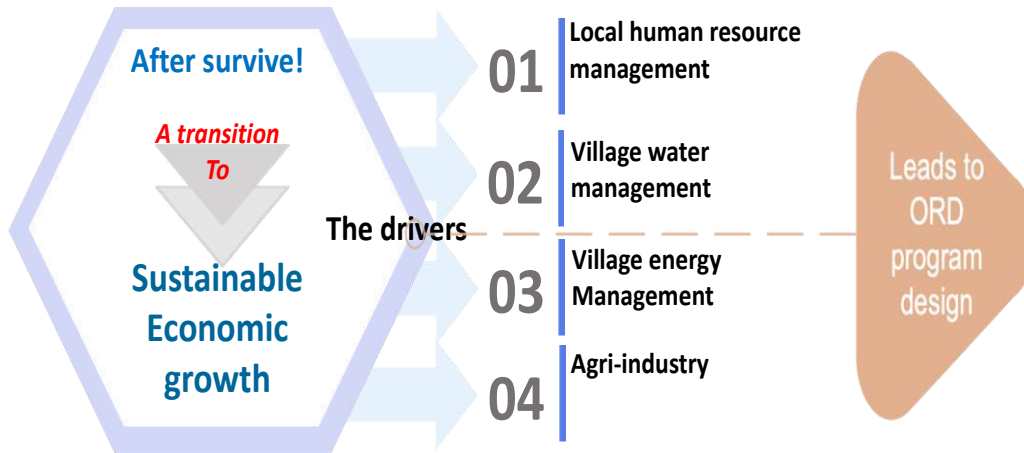 After survive!
A transition
To
Sustainable
Economic
growth
The drivers
01
Local human resource
management
02
Village water
management
03
Village energy
Management
04
Agri-industry
Leads to
ORD
program
design